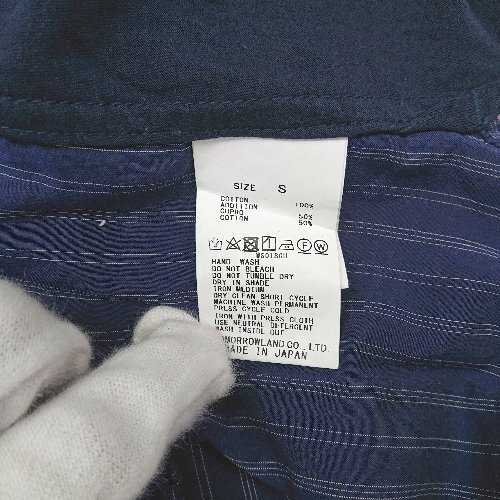 SIZE S
COTTON
ADDITION 100%
CUPRO 50%
COTTON 50%
HAND WASH
DO NOT BLEACH
DO NOT TUMBLE DRY
DRY IN SHADE
IRON MEDIUM
DRY CLEAN SHORT CYCLE
MACHINE WASH PERMANENT
PRESS CYCLE COLD
IRON WITH PRESS CLOTH
USE NEUTRAL DETERGENT
WASH INSIDE OUT
TOMORROWLAND CO., LTD.
MADE IN JAPAN